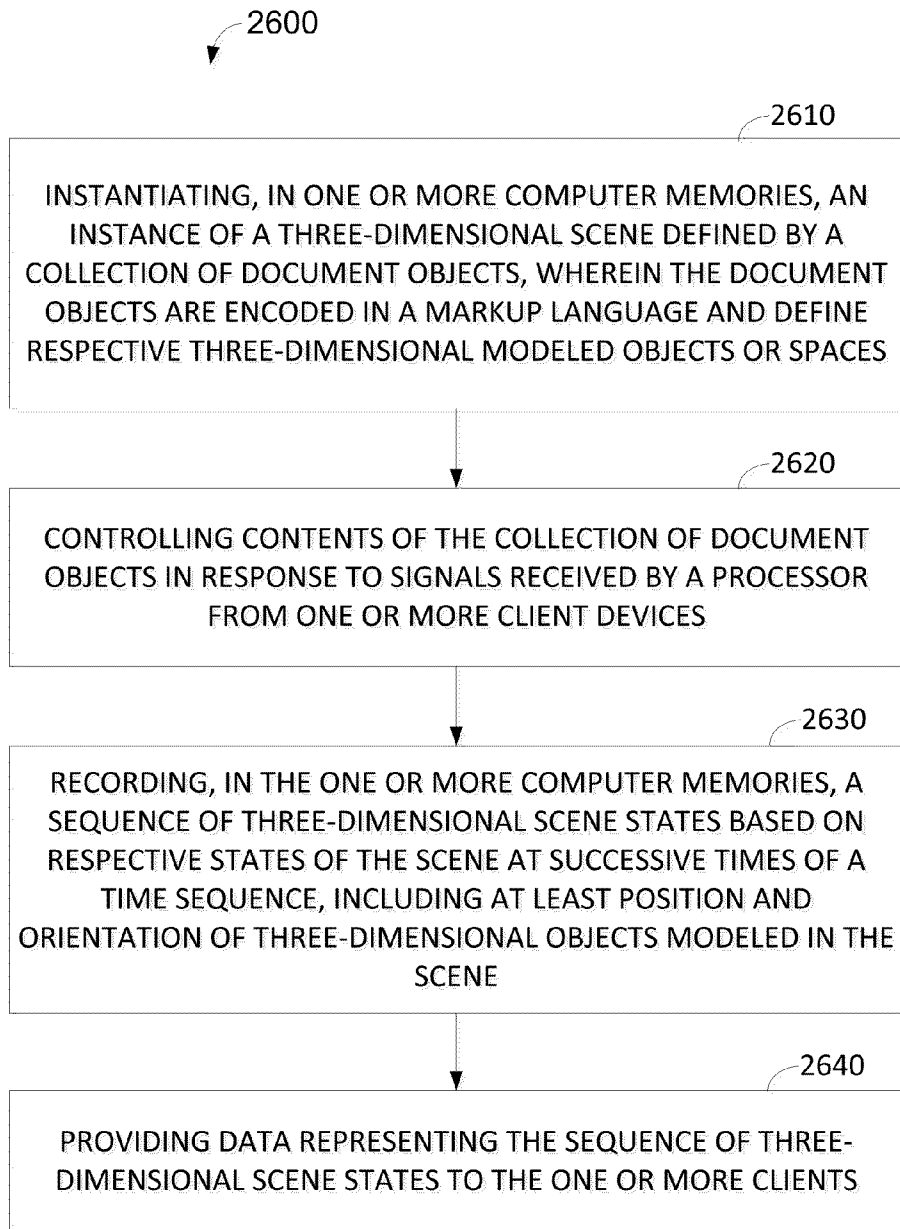 2600
2610
INSTANTIATING, IN ONE OR MORE COMPUTER MEMORIES, AN
INSTANCE OF A THREE-DIMENSIONAL SCENE DEFINED BY A
COLLECTION OF DOCUMENT OBJECTS, WHEREIN THE DOCUMENT
OBJECTS ARE ENCODED IN A MARKUP LANGUAGE AND DEFINE
RESPECTIVE THREE-DIMENSIONAL MODELED OBJECTS OR SPACES
2620
CONTROLLING CONTENTS OF THE COLLECTION OF DOCUMENT
OBJECTS IN RESPONSE TO SIGNALS RECEIVED BY A PROCESSOR
FROM ONE OR MORE CLIENT DEVICES
2630
RECORDING, IN THE ONE OR MORE COMPUTER MEMORIES, A
SEQUENCE OF THREE-DIMENSIONAL SCENE STATES BASED ON
RESPECTIVE STATES OF THE SCENE AT SUCCESSIVE TIMES OF A
TIME SEQUENCE, INCLUDING AT LEAST POSITION AND
ORIENTATION OF THREE-DIMENSIONAL OBJECTS MODELED IN THE
SCENE
2640
PROVIDING DATA REPRESENTING THE SEQUENCE OF THREE-
DIMENSIONAL SCENE STATES TO THE ONE OR MORE CLIENTS